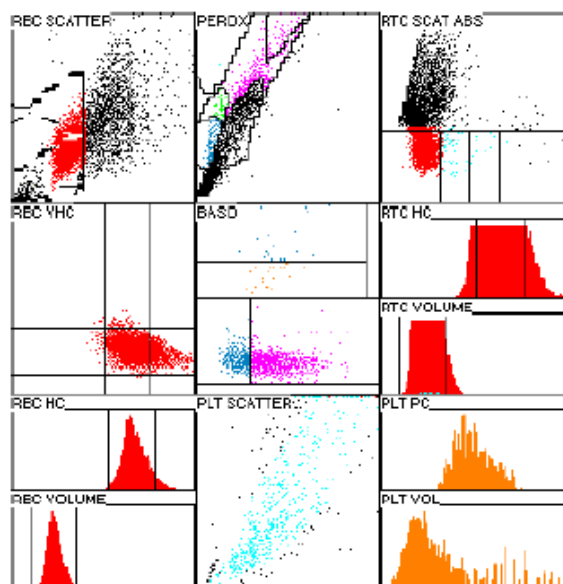 RBC SCATTER
PEROX
RTC SCAT ABS
RBC VHC
BASO
RTC HC
RTC VOLUME
RBC HC
PLT SCATTER
PLT PC
RBC VOLUME
PLT VOL